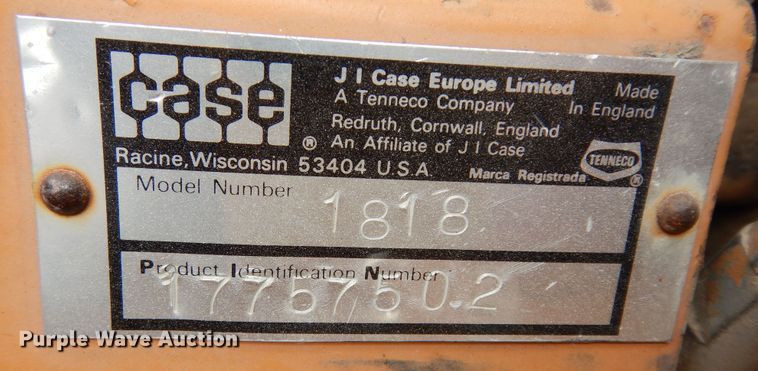 case ®
J I Case Europe Limited
A Tenneco Company
Redruth, Cornwall, England
An Affiliate of J I Case
Made
In England
Racine, Wisconsin 53404 U.S.A.
Marca Registrada
TENNECO ®
Model Number
1818
Product Identification Number
17757502
Purple Wave Auction